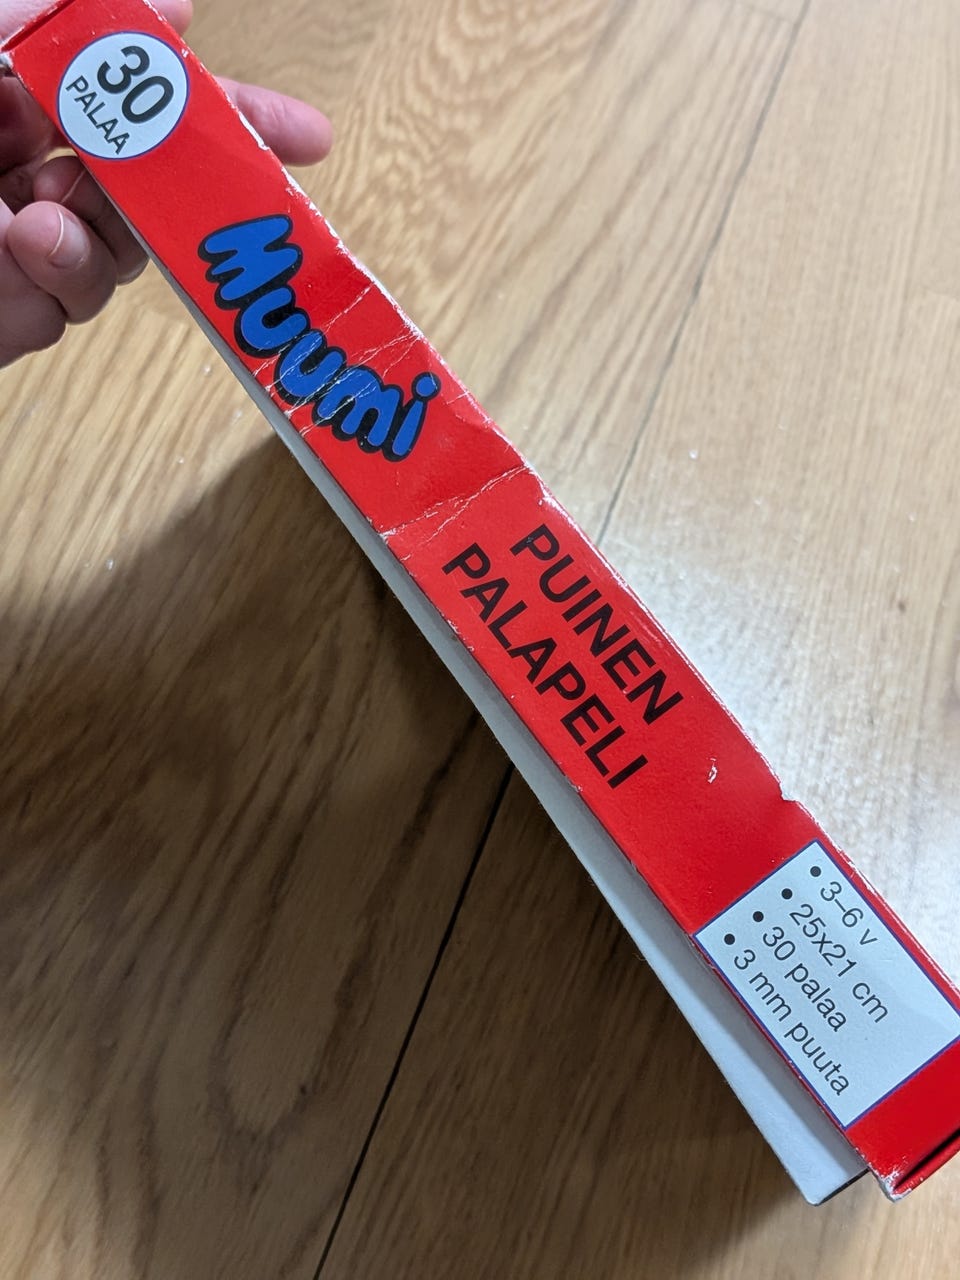 30
PALAA
Muumi
PUINEN
PALAPELI
• 3–6 v
• 25x21 cm
• 30 palaa
• 3 mm puuta